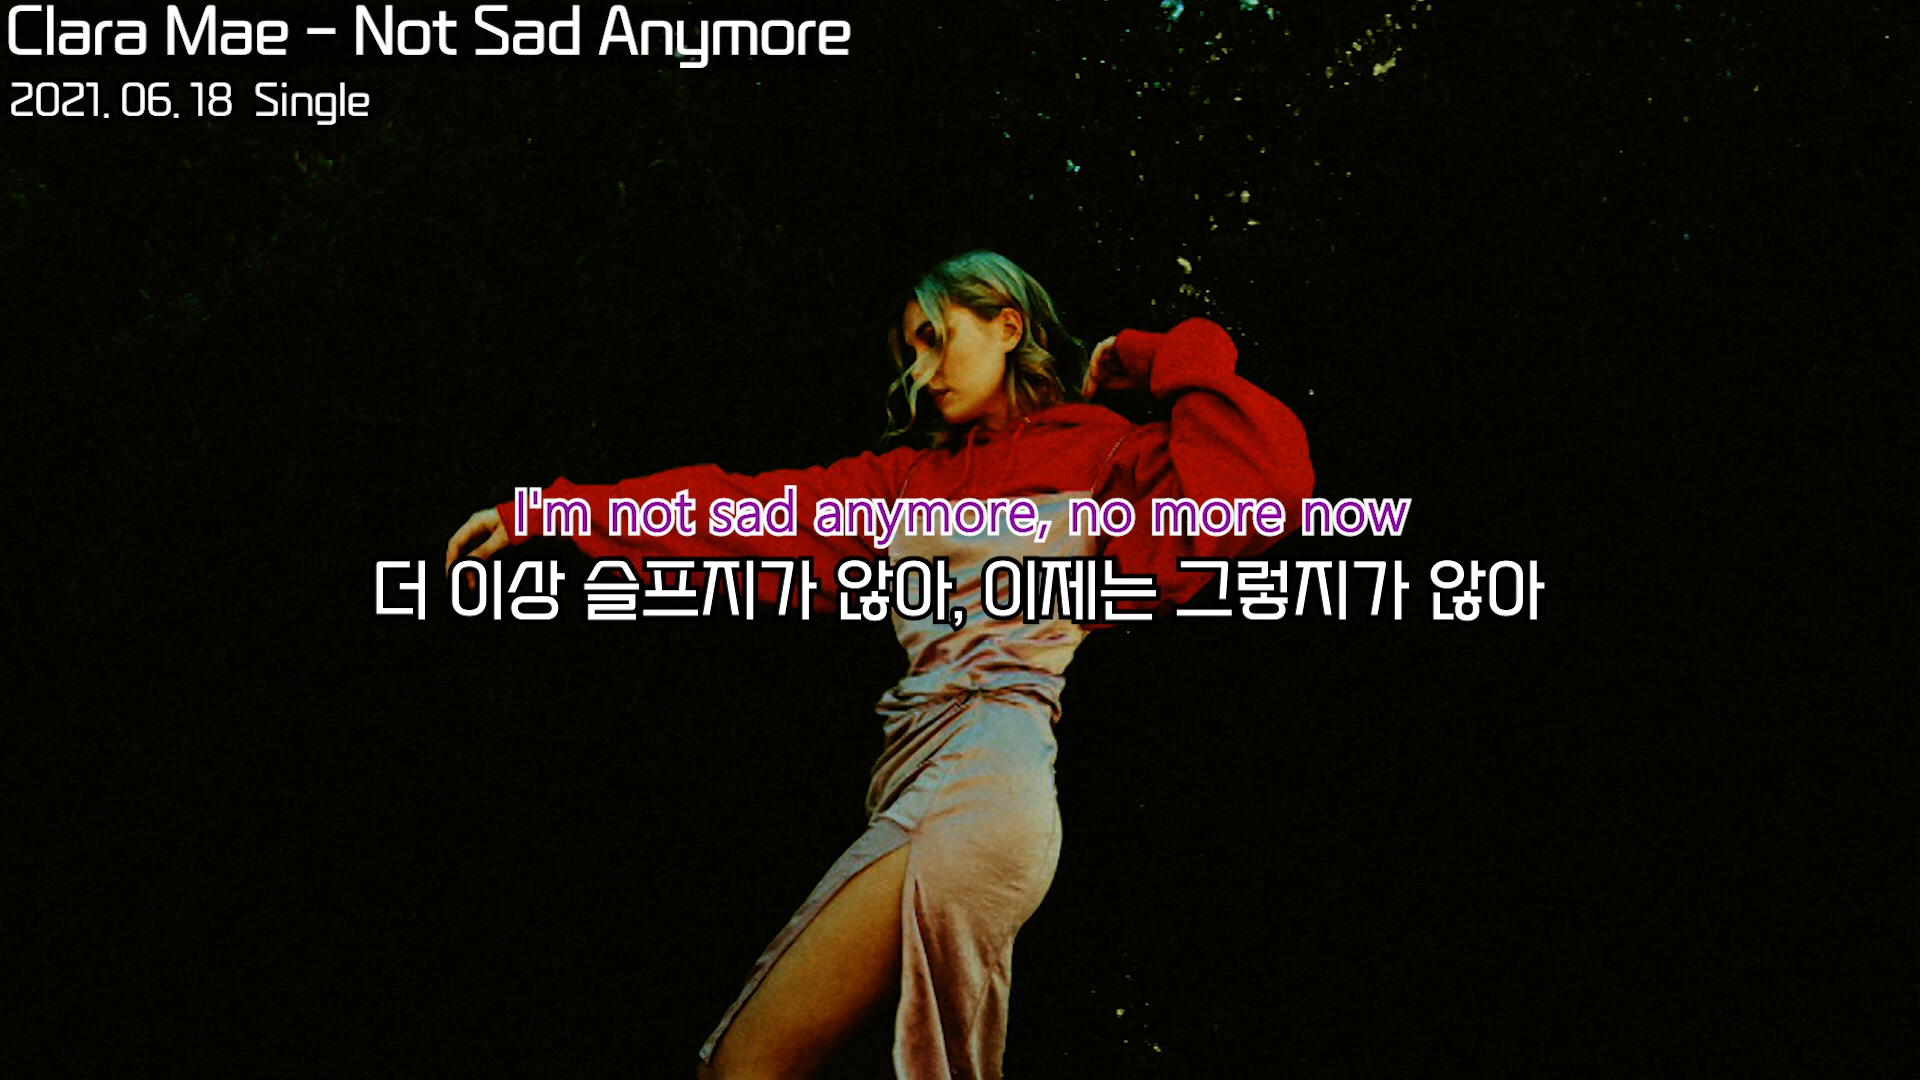 Clara Mae - Not Sad Anymore
2021. 06. 18 Single
I'm not sad anymore, no more now
더 이상 슬프지가 않아, 이제는 그렇지가 않아